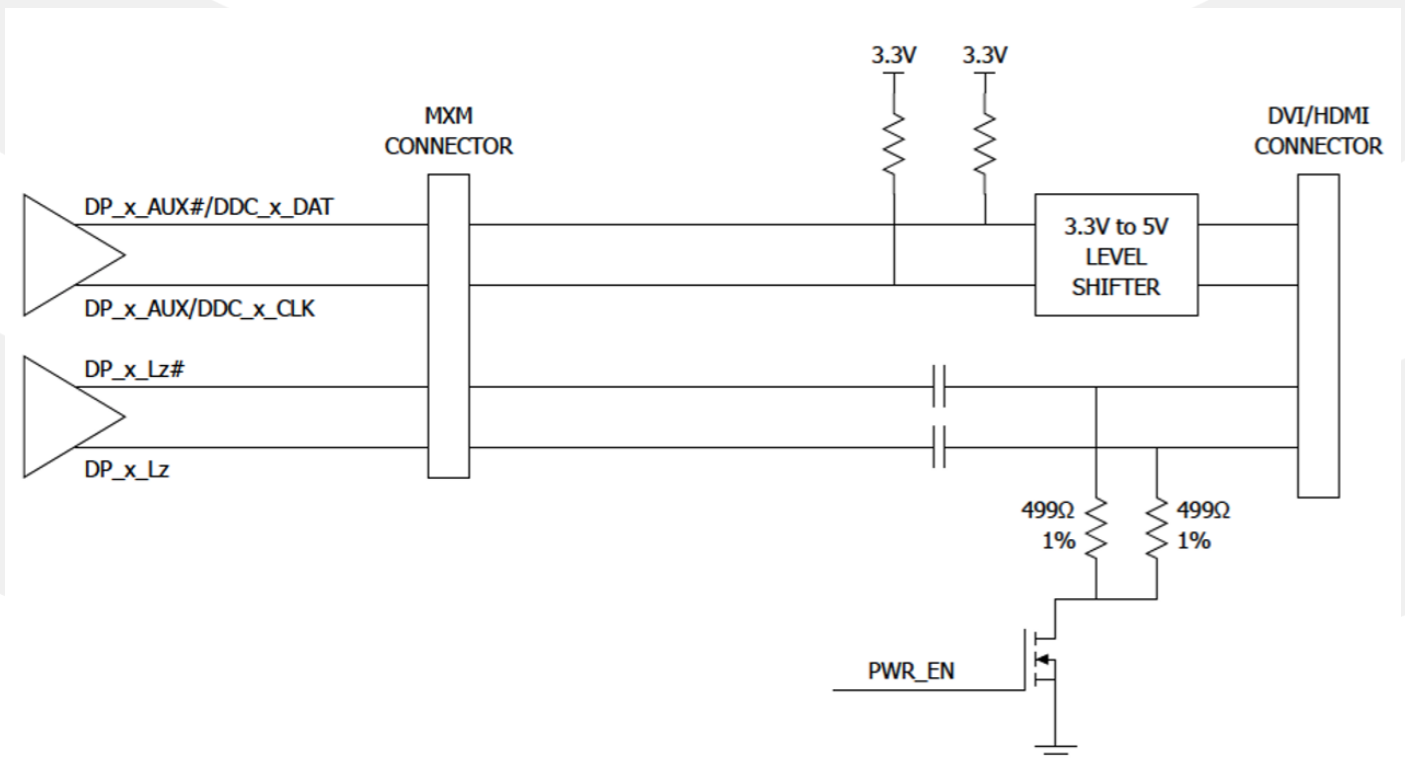 3.3V 3.3V
MXM
CONNECTOR
DVI/HDMI
CONNECTOR
DP_x_AUX#/DDC_x_DAT
3.3V to 5V
LEVEL
SHIFTER
DP_x_AUX/DDC_x_CLK
DP_x_Lz#
DP_x_Lz
499Ω
1%
499Ω
1%
PWR_EN